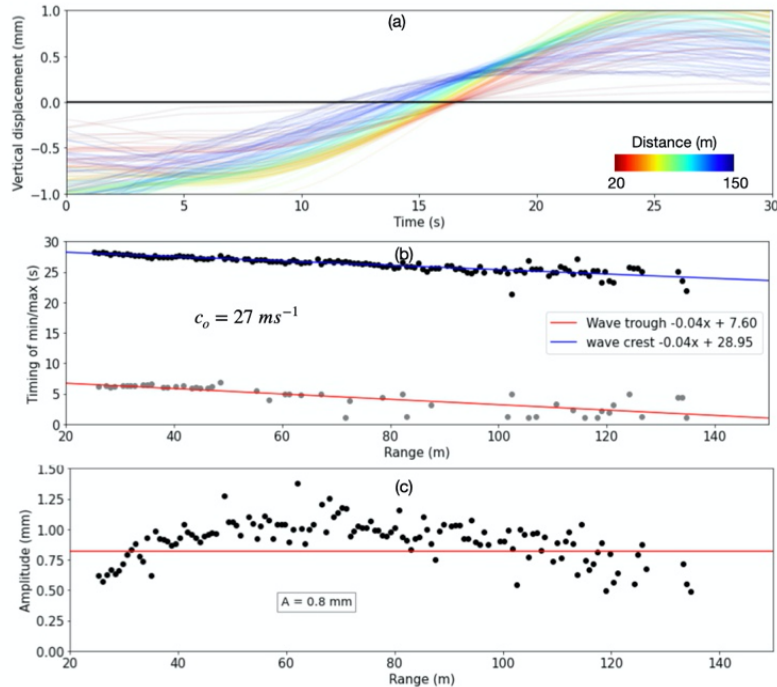 (a)
Vertical displacement (mm)
1.0
0.5
0.0
−0.5
−1.0
Distance (m)
20 150
0 5 10 15 20 25 30
Time (s)
(b)
Timing of min/max (s)
30
25
20
15
10
5
0
c₀ = 27 ms⁻¹
Wave trough -0.04x + 7.60
wave crest -0.04x + 28.95
20 40 60 80 100 120 140
Range (m)
(c)
Amplitude (mm)
1.50
1.25
1.00
0.75
0.50
0.25
0.00
A = 0.8 mm
20 40 60 80 100 120 140
Range (m)